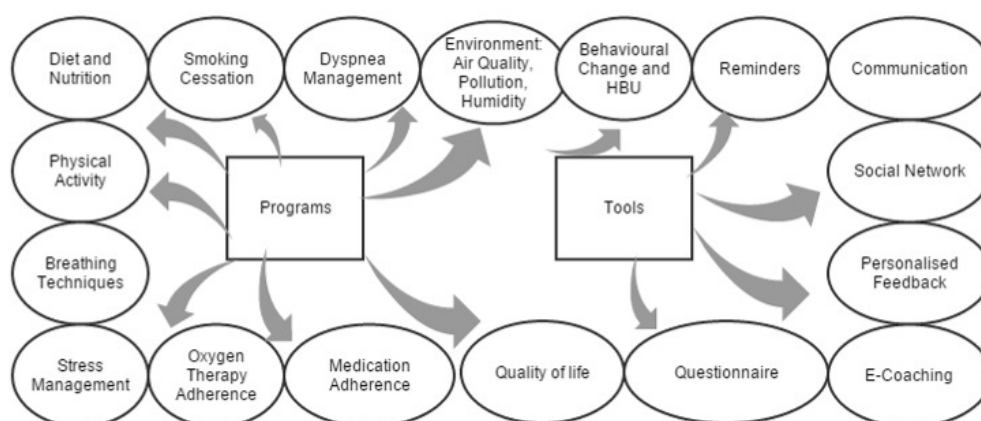 Diet and
Nutrition
Smoking
Cessation
Dyspnea
Management
Environment:
Air Quality,
Pollution,
Humidity
Behavioural
Change and
HBU
Reminders
Communication
Physical
Activity
Programs
Tools
Social Network
Breathing
Techniques
Personalised
Feedback
Stress
Management
Oxygen
Therapy
Adherence
Medication
Adherence
Quality of life
Questionnaire
E-Coaching